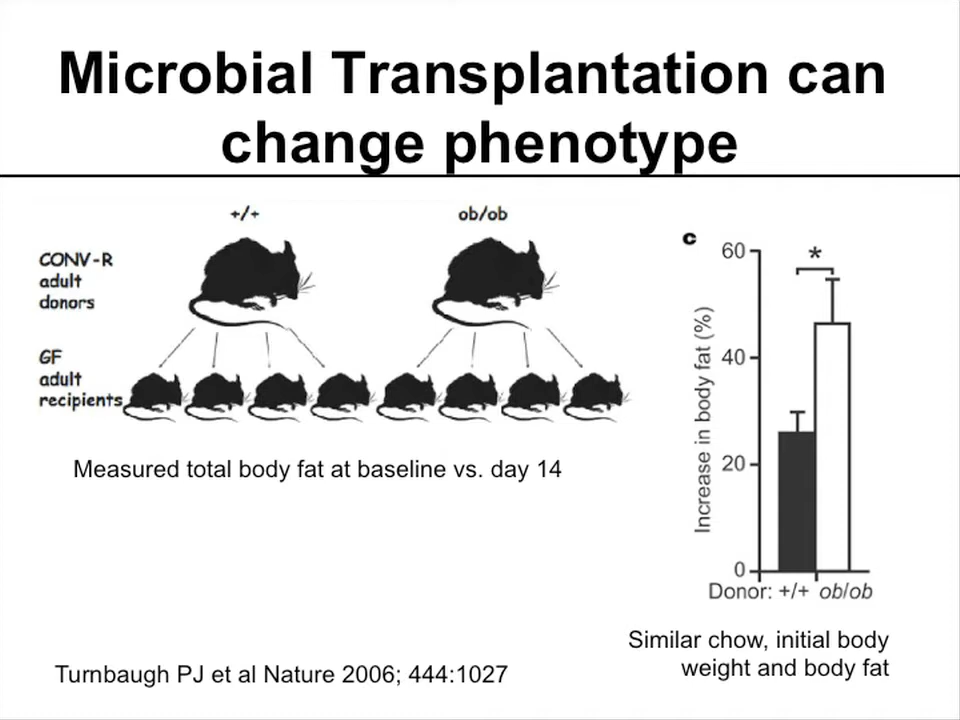 Microbial Transplantation can
change phenotype
+/+
ob/ob
CONV-R
adult
donors
GF
adult
recipients
Measured total body fat at baseline vs. day 14
c
*
Increase in body fat (%)
60
40
20
0
Donor: +/+ ob/ob
Similar chow, initial body
weight and body fat
Turnbaugh PJ et al Nature 2006; 444:1027